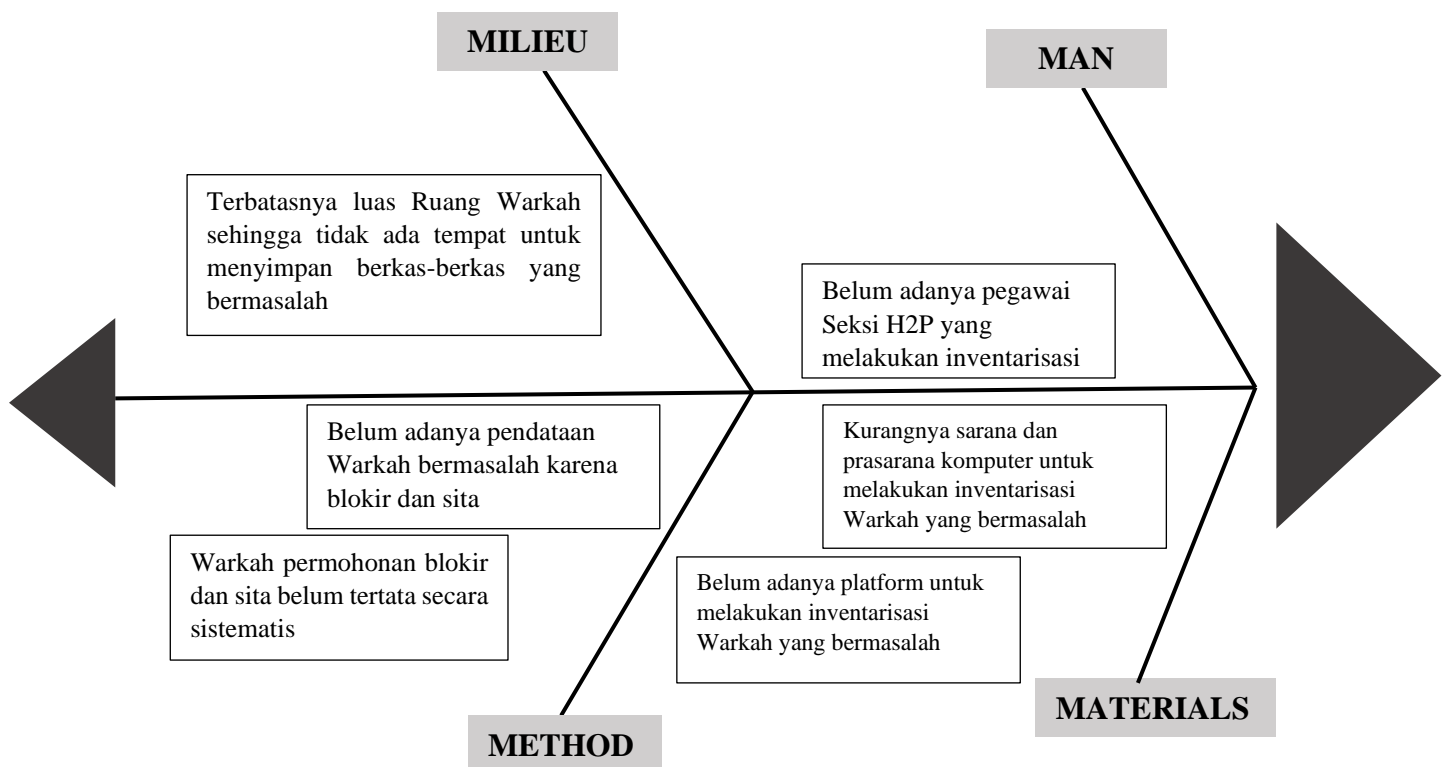 MILIEU
MAN
Terbatasnya luas Ruang Warkah
sehingga tidak ada tempat untuk
menyimpan berkas-berkas yang
bermasalah
Belum adanya pegawai
Seksi H2P yang
melakukan inventarisasi
Belum adanya pendataan
Warkah bermasalah karena
blokir dan sita
Kurangnya sarana dan
prasarana komputer untuk
melakukan inventarisasi
Warkah yang bermasalah
Warkah permohonan blokir
dan sita belum tertata secara
sistematis
Belum adanya platform untuk
melakukan inventarisasi
Warkah yang bermasalah
METHOD
MATERIALS